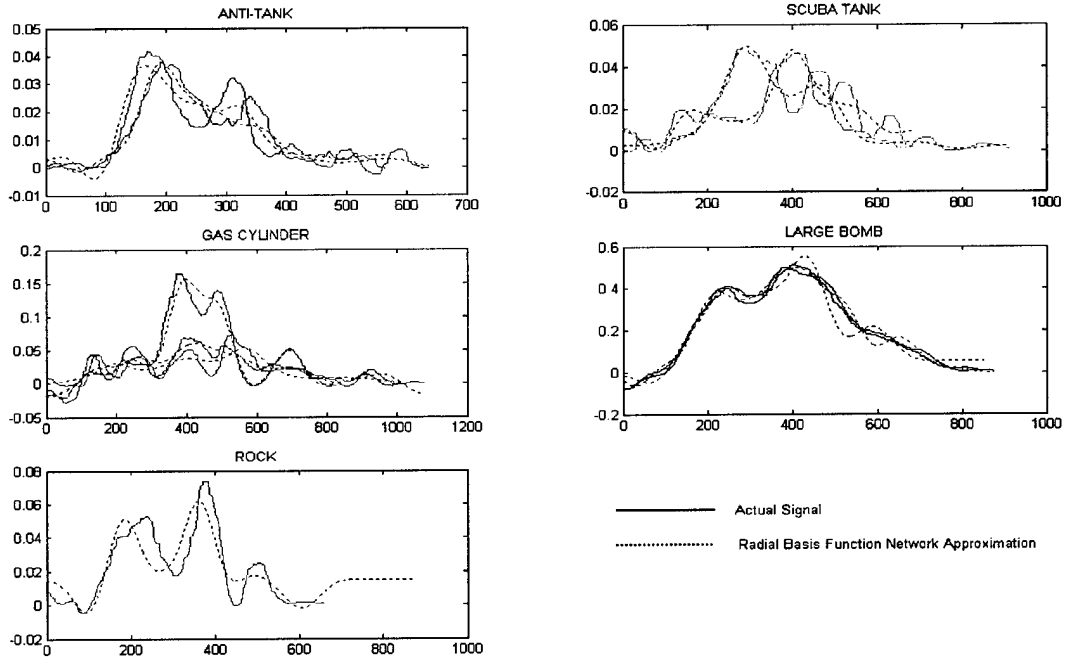 ANTI-TANK
0.05
0.04
0.03
0.02
0.01
0
-0.01
0 100 200 300 400 500 600 700
SCUBA TANK
0.06
0.04
0.02
0
-0.02
0 200 400 600 800 1000
GAS CYLINDER
0.2
0.15
0.1
0.05
0
-0.05
0 200 400 600 800 1000 1200
LARGE BOMB
0.6
0.4
0.2
0
-0.2
0 200 400 600 800 1000
ROCK
0.08
0.06
0.04
0.02
0
-0.02
0 200 400 600 800 1000
Actual Signal
Radial Basis Function Network Approximation